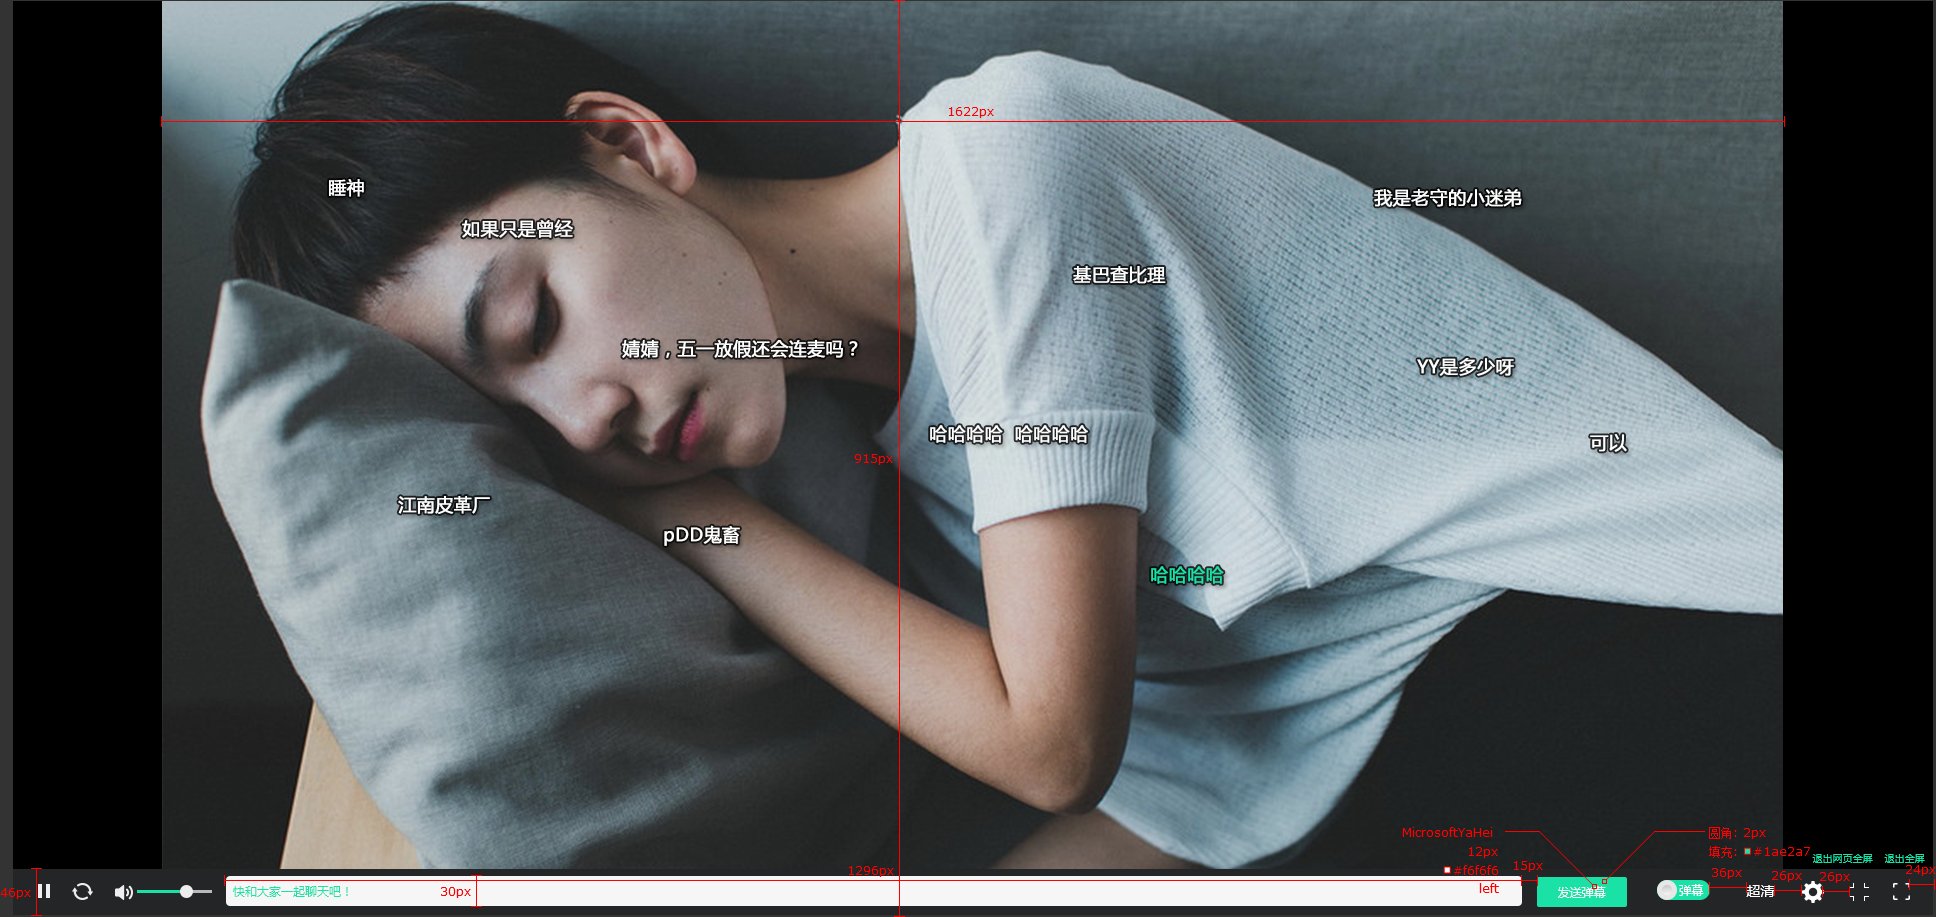 1622px
睡神
我是老守的小迷弟
如果只是曾经
基巴查比理
婧婧，五一放假还会连麦吗？
YY是多少呀
哈哈哈哈 哈哈哈哈
可以
915px
江南皮革厂
pDD鬼畜
哈哈哈哈
MicrosoftYaHei
圆角：2px
12px
填充：#1ae2a7
退出网页全屏
退出全屏
1296px
#f6f6f6
15px
36px
26px
26px
24px
46px
快和大家一起聊天吧！
30px
left
发送弹幕
弹幕
超清